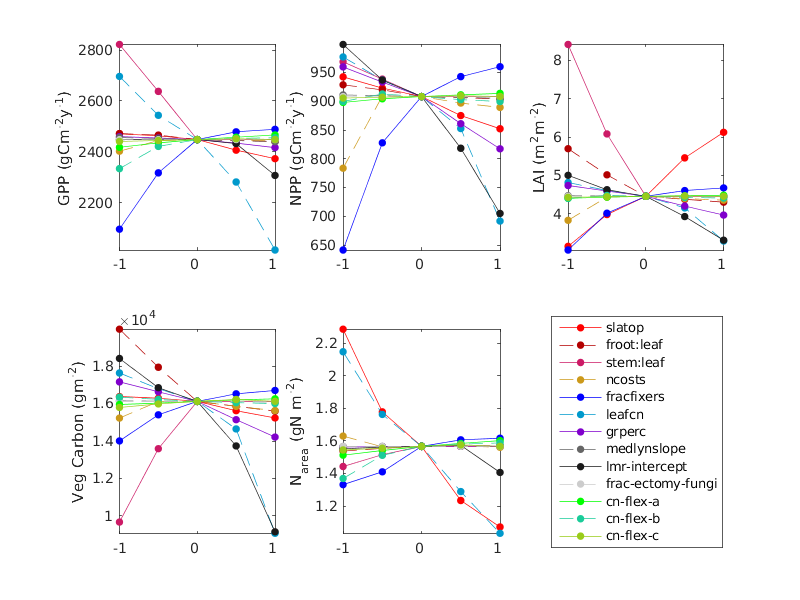 2800
2600
2400
2200
GPP (gCm⁻²y⁻¹)
-1 0 1
950
900
850
800
750
700
650
NPP (gCm⁻²y⁻¹)
-1 0 1
8
7
6
5
4
LAI (m²m⁻²)
-1 0 1
×10⁴
1.8
1.6
1.4
1.2
1
Veg Carbon (gm⁻²)
-1 0 1
2.2
2
1.8
1.6
1.4
1.2
N_area (gN m⁻²)
-1 0 1
slatop
froot:leaf
stem:leaf
ncosts
fracfixers
leafcn
grperc
medlynslope
lmr-intercept
frac-ectomy-fungi
cn-flex-a
cn-flex-b
cn-flex-c